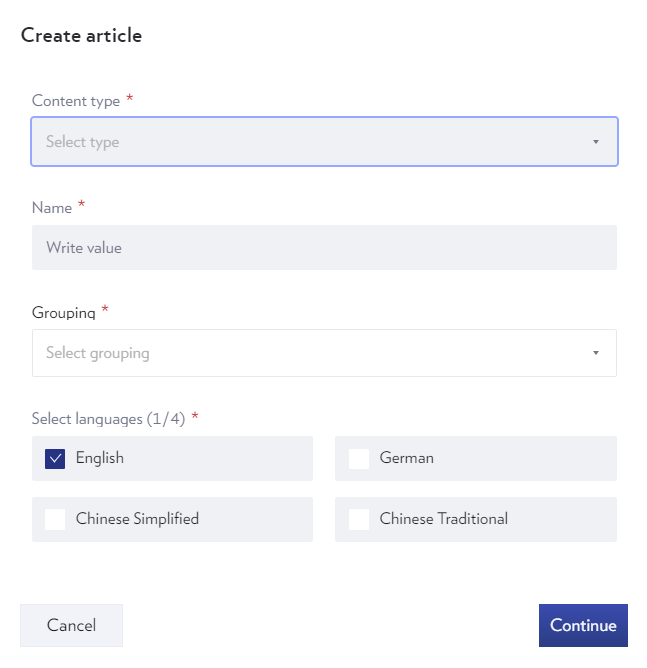 Create article
Content type *
Select type
Name *
Write value
Grouping *
Select grouping
Select languages (1/4) *
English
German
Chinese Simplified
Chinese Traditional
Cancel
Continue